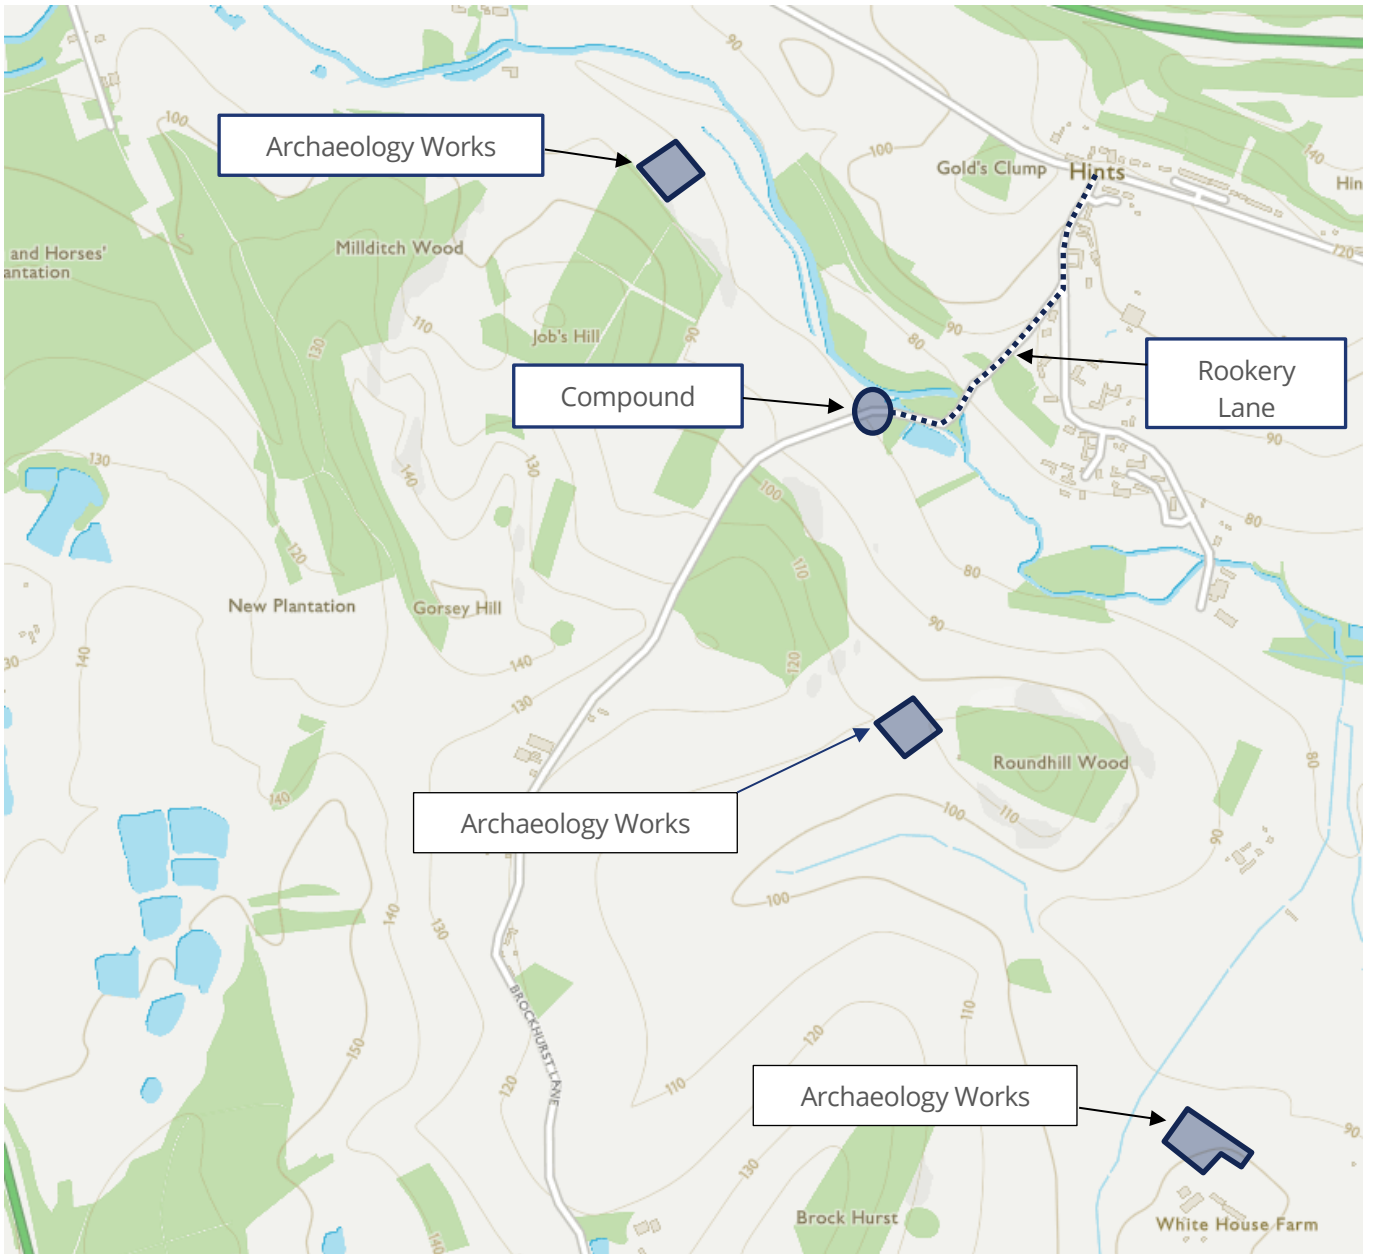 90
100
Archaeology Works
100
140
Gold's Clump
Hints
Hin
Millditch Wood
and Horses'
antation
120
110
130
Job's Hill
90
90
80
Rookery
Lane
Compound
90
130
130
140
100
80
120
110
80
New Plantation
Gorsey Hill
90
30
140
140
120
130
Roundhill Wood
80
140
100
110
90
Archaeology Works
100
140
130
BROCKHURST LANE
110
120
150
110
120
Archaeology Works
90
130
Brock Hurst
White House Farm
140